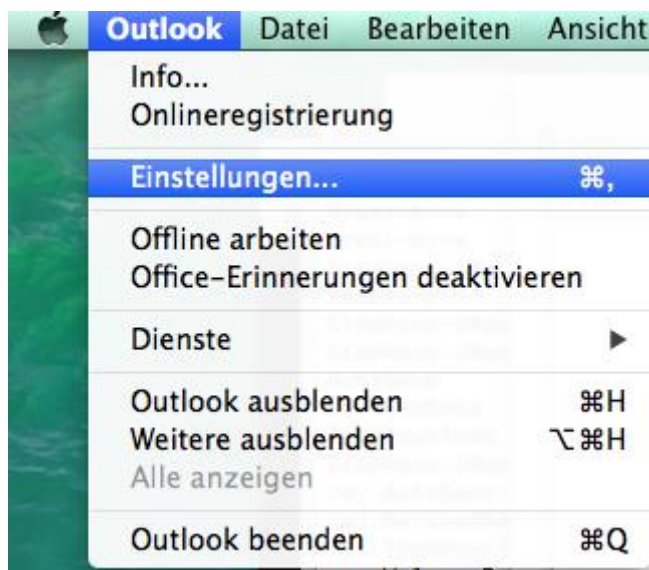 Outlook Datei Bearbeiten Ansicht
Info...
Onlineregistrierung
Einstellungen... ⌘,
Offline arbeiten
Office-Erinnerungen deaktivieren
Dienste ▶
Outlook ausblenden ⌘H
Weitere ausblenden ⌥⌘H
Alle anzeigen
Outlook beenden ⌘Q